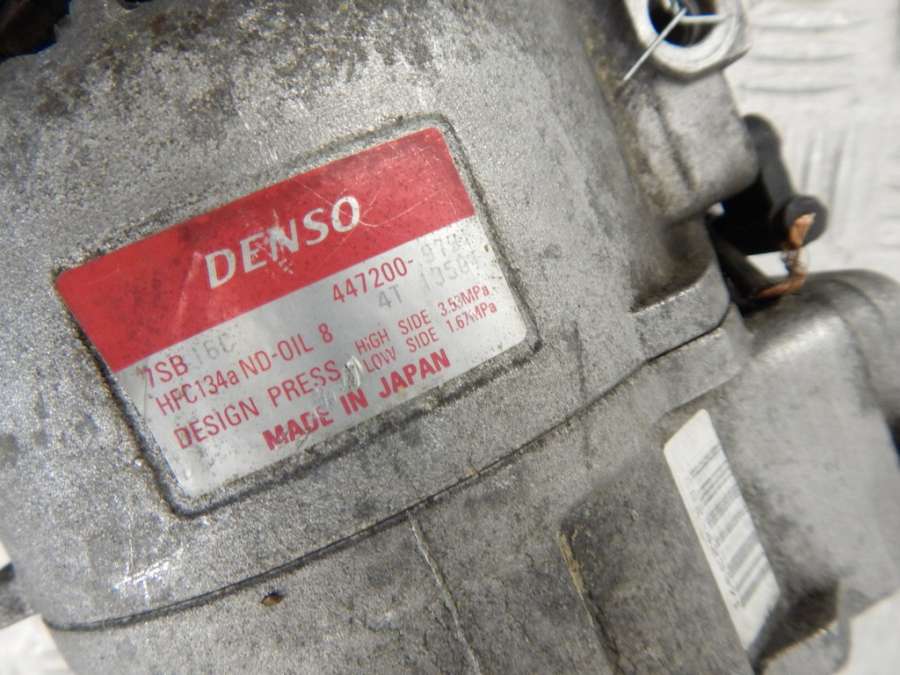 DENSO
447200-
7SB16C
HFC134a ND-OIL 8
DESIGN PRESS. HIGH SIDE 3.53MPa
LOW SIDE 1.67MPa
MADE IN JAPAN